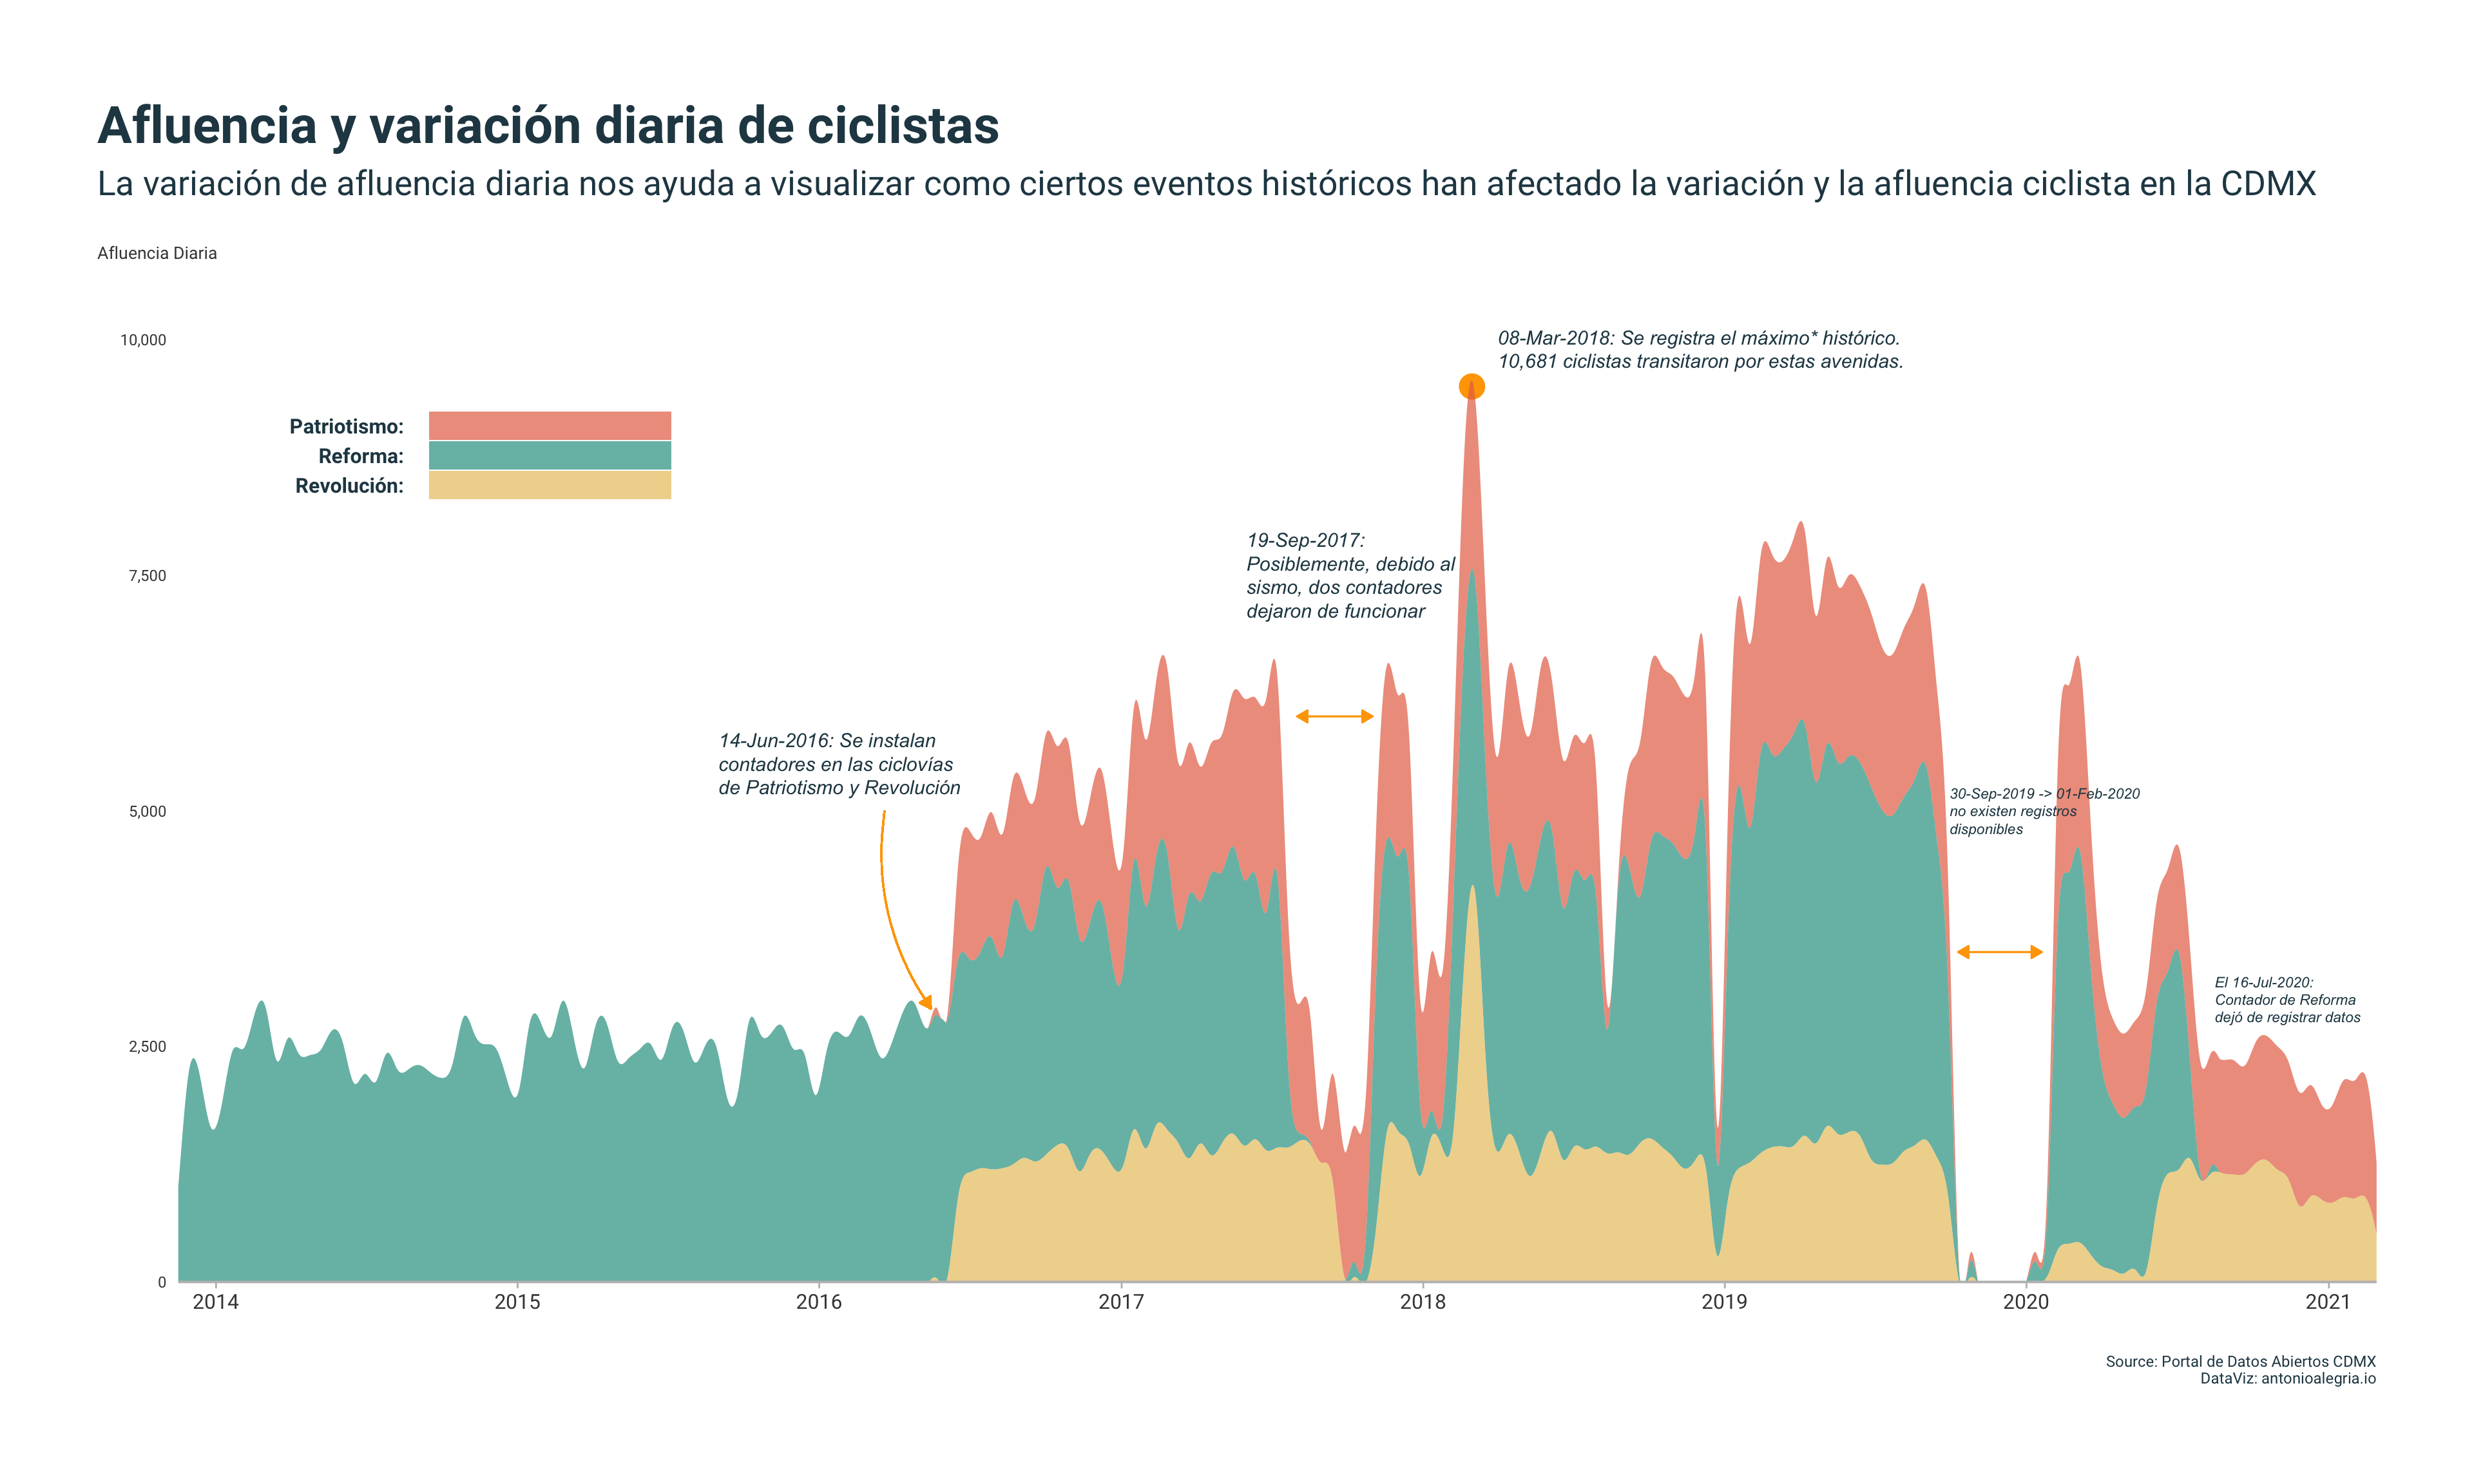 Afluencia y variación diaria de ciclistas
La variación de afluencia diaria nos ayuda a visualizar como ciertos eventos históricos han afectado la variación y la afluencia ciclista en la CDMX
Afluencia Diaria
10,000
7,500
5,000
2,500
0
Patriotismo:
Reforma:
Revolución:
14-Jun-2016: Se instalan
contadores en las ciclovías
de Patriotismo y Revolución
19-Sep-2017:
Posiblemente, debido al
sismo, dos contadores
dejaron de funcionar
08-Mar-2018: Se registra el máximo* histórico.
10,681 ciclistas transitaron por estas avenidas.
30-Sep-2019 -> 01-Feb-2020
no existen registros
disponibles
El 16-Jul-2020:
Contador de Reforma
dejó de registrar datos
2014
2015
2016
2017
2018
2019
2020
2021
Source: Portal de Datos Abiertos CDMX
DataViz: antonioalegria.io